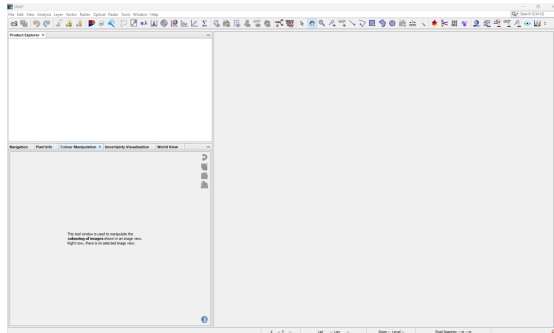 SNAP
File Edit View Analysis Layer Vector Raster Optical Radar Tools Window Help
Search (Ctrl+I)
Product Explorer ×
Navigation Pixel Info Colour Manipulation × Uncertainty Visualisation World View
This tool window is used to manipulate the
colouring of images shown in an image view.
Right now, there is no selected image view.
X -- Y -- Lat -- Lon -- Zoom -- Level -- Pixel Spacing: -- m -- m